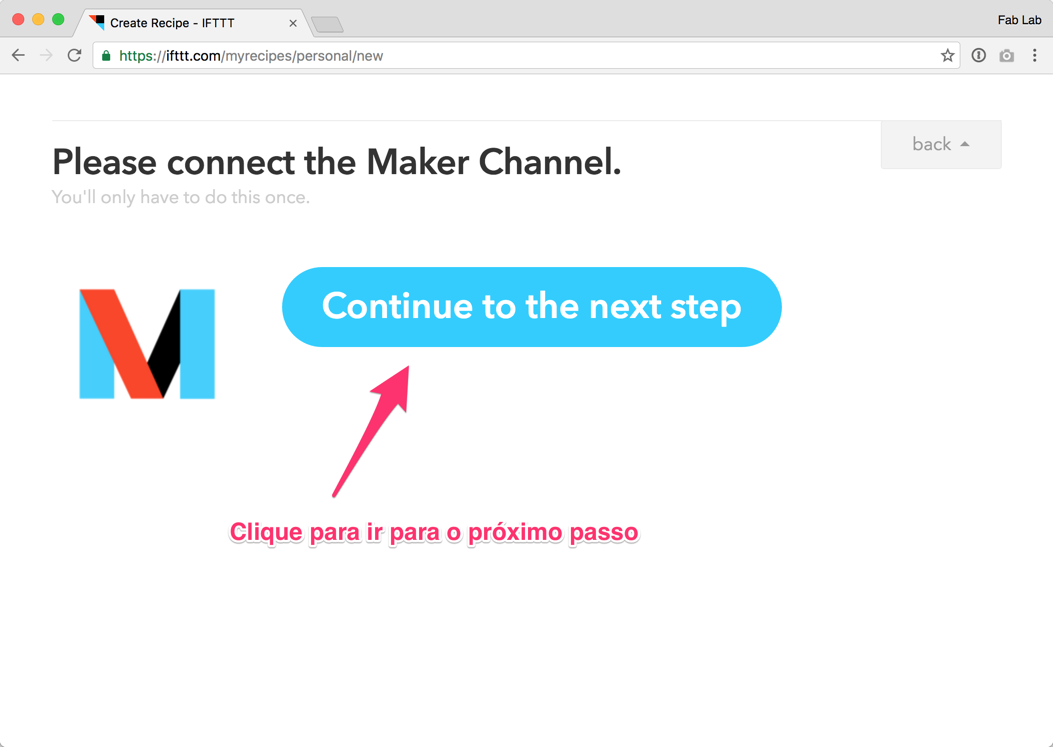 Create Recipe - IFTTT
Fab Lab
https://ifttt.com/myrecipes/personal/new
back
Please connect the Maker Channel.
You'll only have to do this once.
Continue to the next step
Clique para ir para o próximo passo